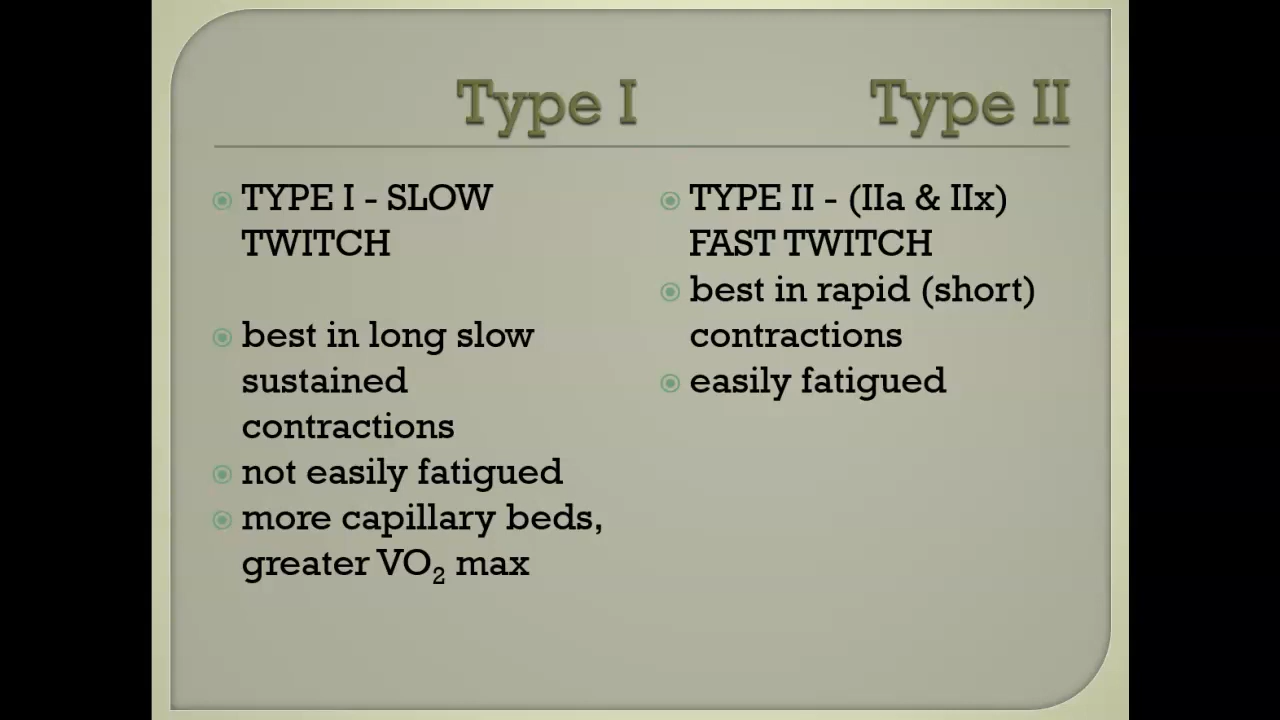 Type I
Type II
TYPE I - SLOW
TWITCH
best in long slow
sustained
contractions
not easily fatigued
more capillary beds,
greater VO₂ max
TYPE II - (IIa & IIx)
FAST TWITCH
best in rapid (short)
contractions
easily fatigued